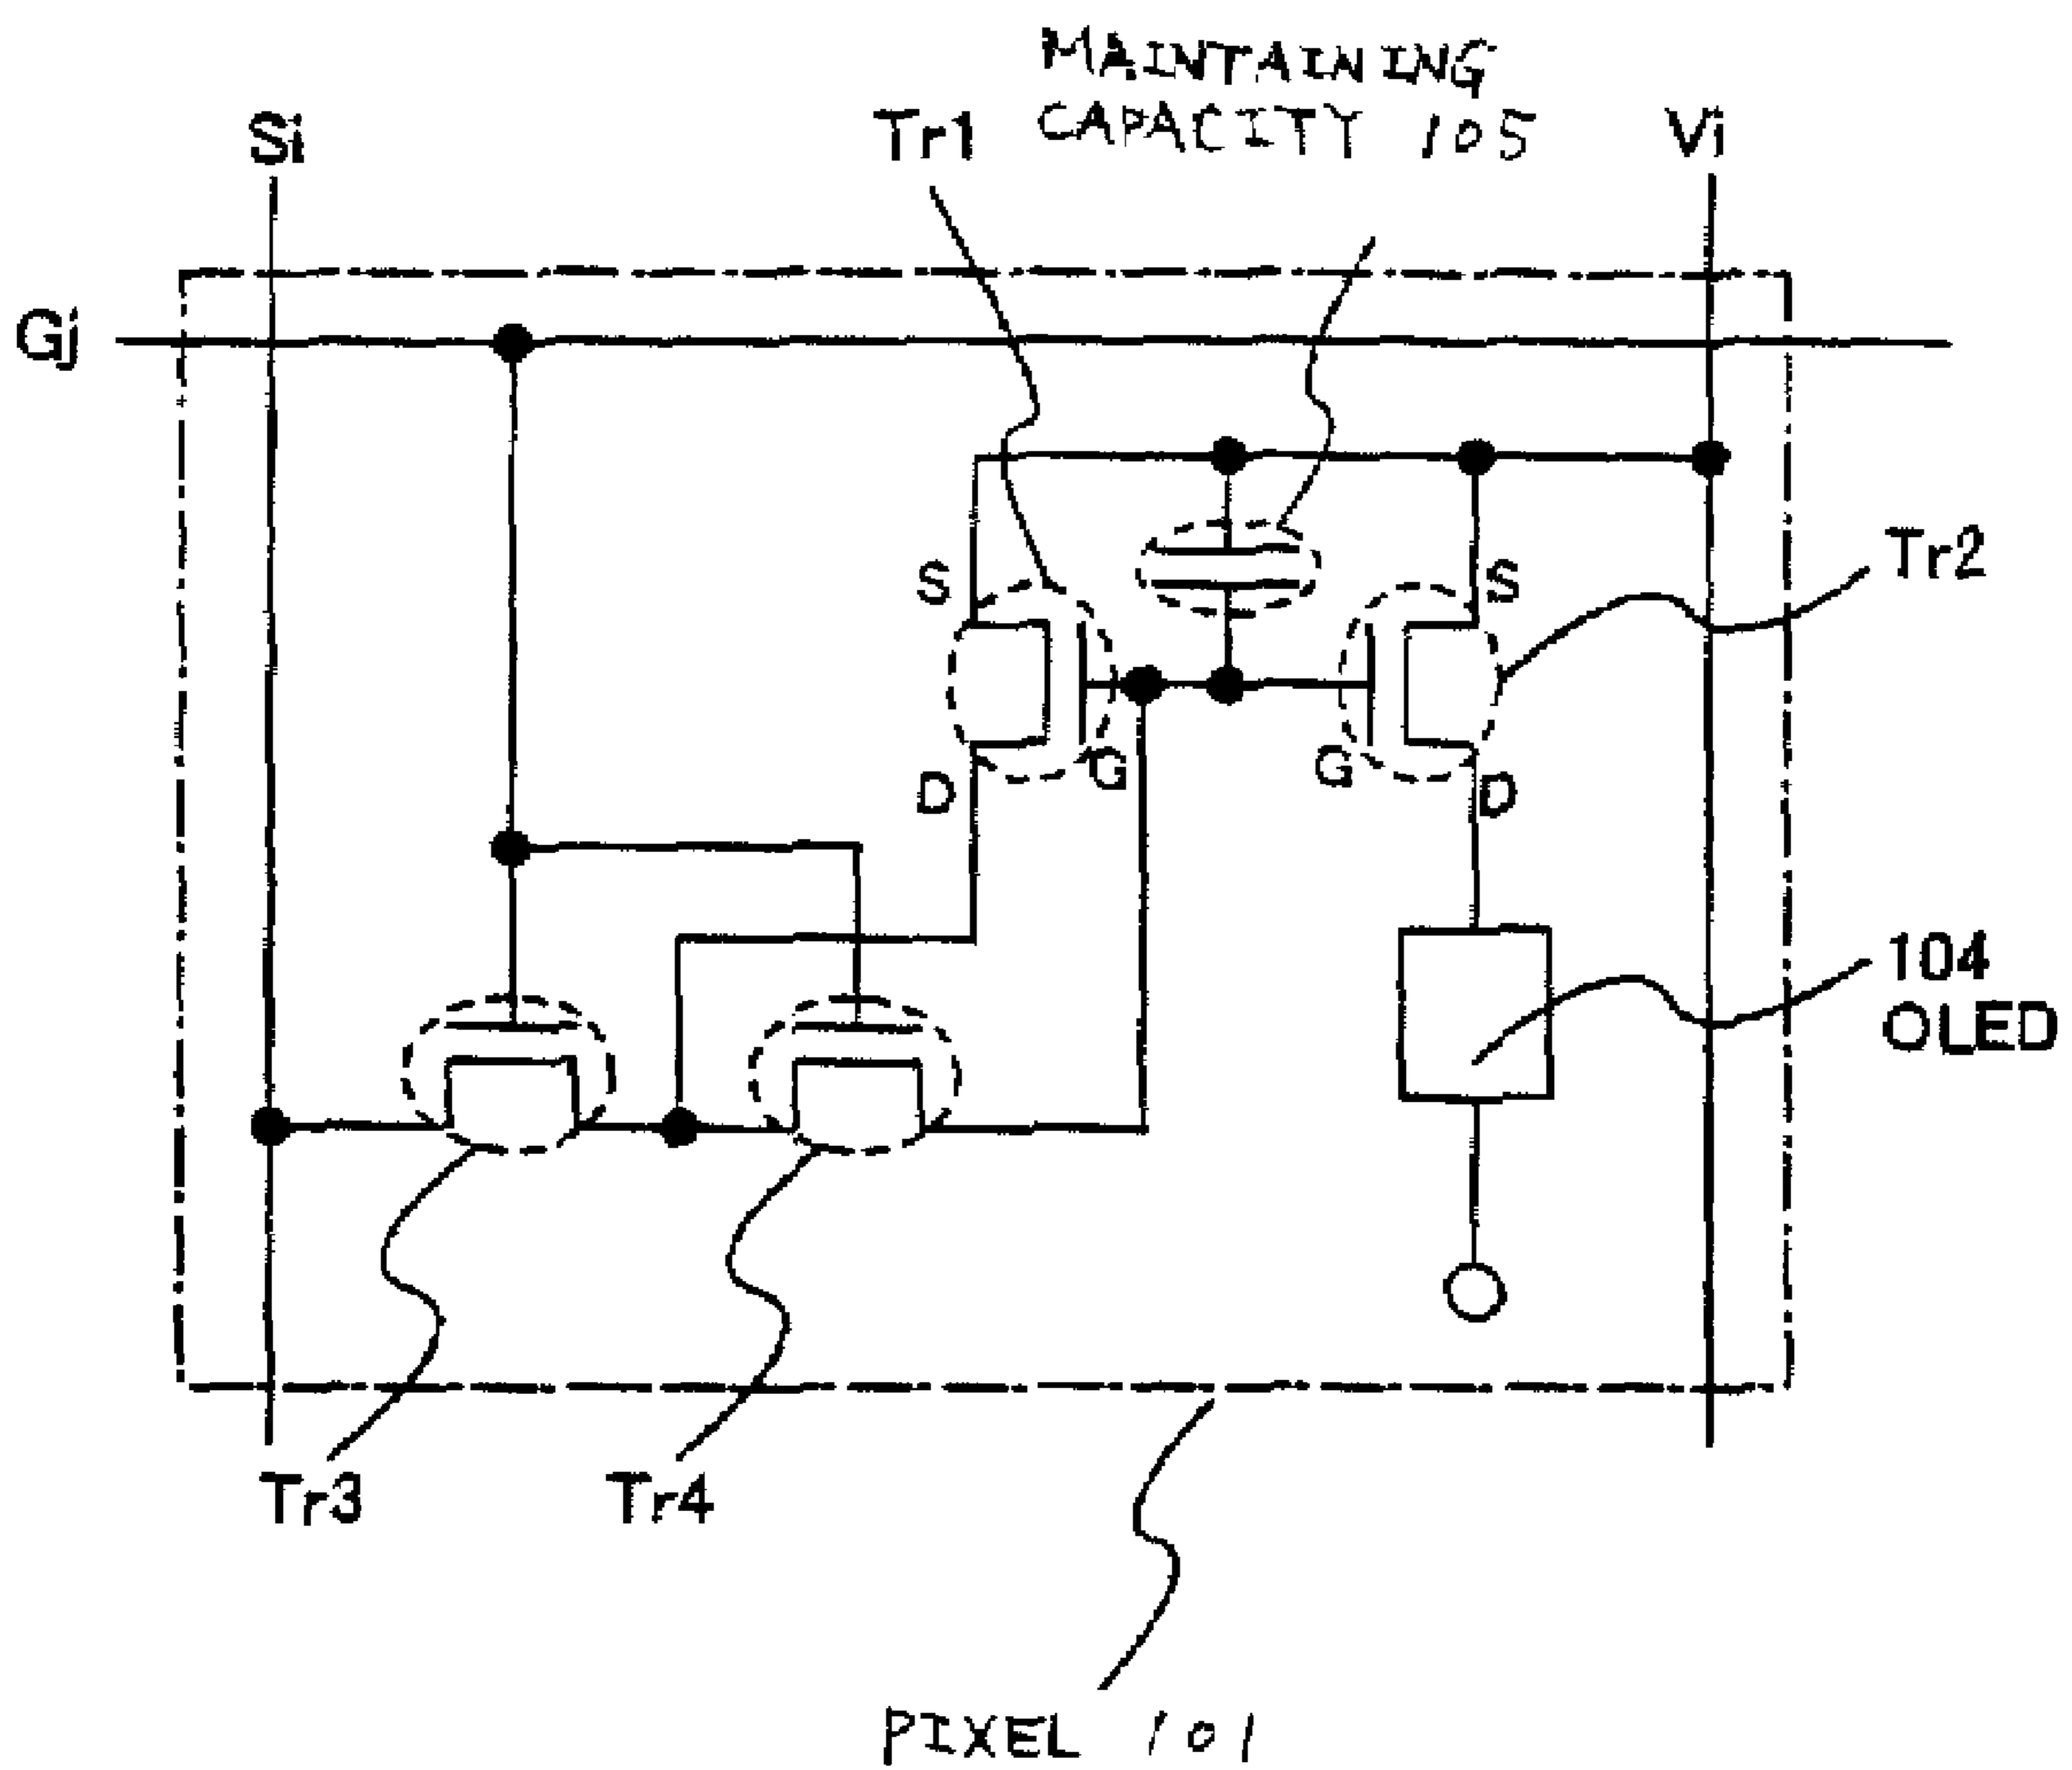 MAINTAINING
CAPACITY 105
Si
Tr1
Vi
Gj
S
S
Tr2
D
G
G
D
104
OLED
Tr3
Tr4
PIXEL 101